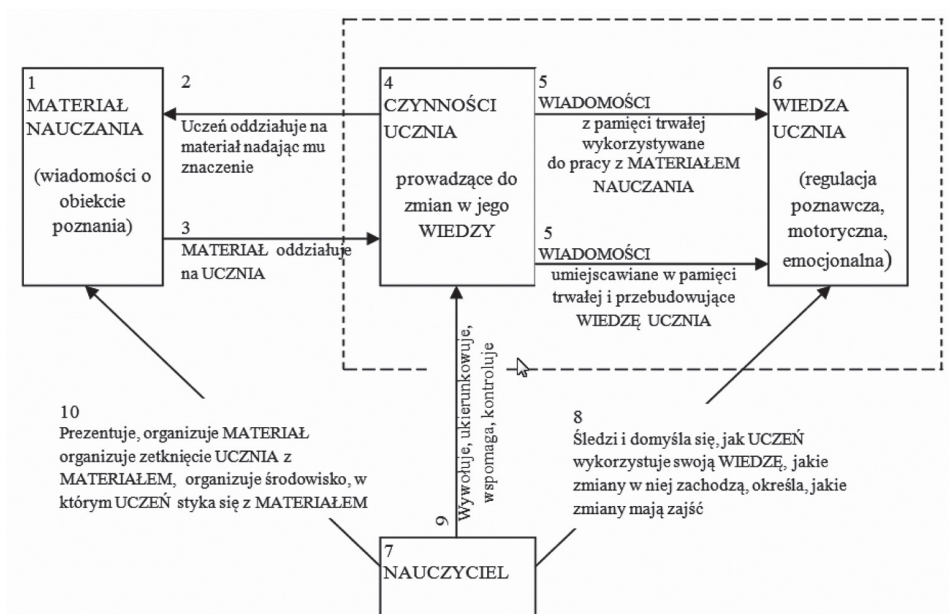 1
MATERIAŁ
NAUCZANIA
(wiadomości o
obiekcie
poznania)
2
Uczeń oddziałuje na
materiał nadając mu
znaczenie
3
MATERIAŁ oddziałuje
na UCZNIA
4
CZYNNOŚCI
UCZNIA
prowadzące do
zmian w jego
WIEDZY
5
WIADOMOŚCI
z pamięci trwałej
wykorzystywane
do pracy z MATERIAŁEM
NAUCZANIA
5
WIADOMOŚCI
umiejscawiane w pamięci
trwałej i przebudowujące
WIEDZĘ UCZNIA
6
WIEDZA
UCZNIA
(regulacja
poznawcza,
motoryczna,
emocjonalna)
10
Prezentuje, organizuje MATERIAŁ
organizuje zetknięcie UCZNIA z
MATERIAŁEM, organizuje środowisko, w
którym UCZEŃ styka się z MATERIAŁEM
9
Wywołuje, ukierunkowuje,
wspomaga, kontroluje
8
Śledzi i domyśla się, jak UCZEŃ
wykorzystuje swoją WIEDZĘ, jakie
zmiany w niej zachodzą, określa, jakie
zmiany mają zajść
7
NAUCZYCIEL